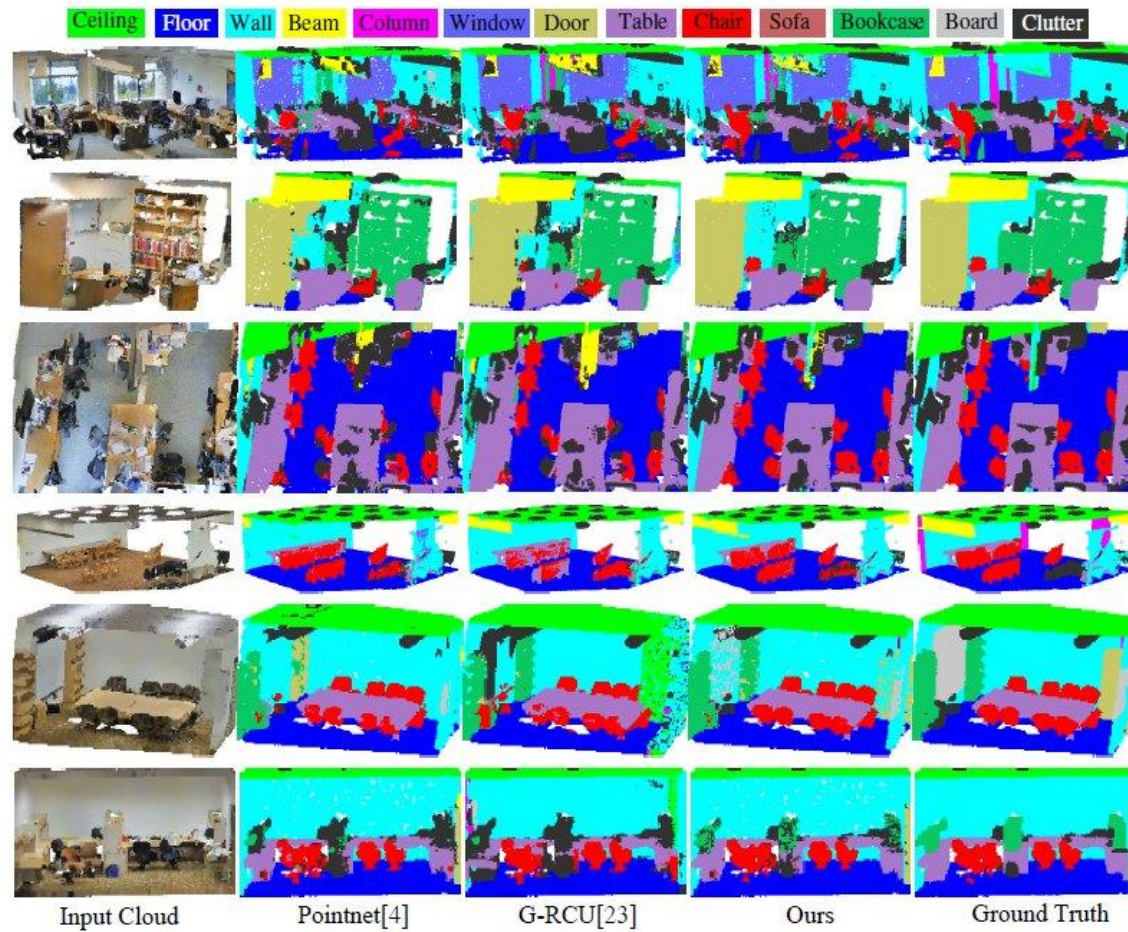 Ceiling Floor Wall Beam Column Window Door Table Chair Sofa Bookcase Board Clutter
Input Cloud Pointnet[4] G-RCU[23] Ours Ground Truth